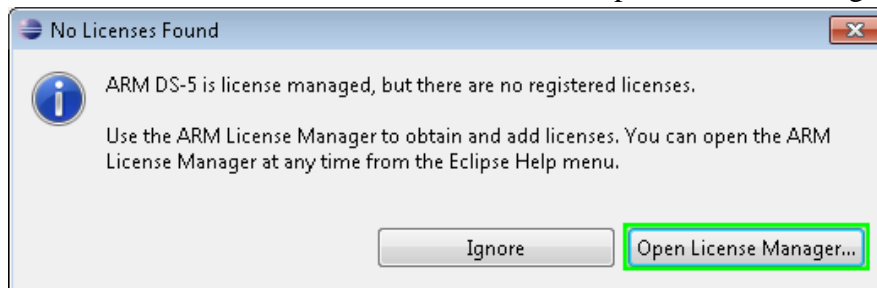 No Licenses Found
ARM DS-5 is license managed, but there are no registered licenses.
Use the ARM License Manager to obtain and add licenses. You can open the ARM
License Manager at any time from the Eclipse Help menu.
Ignore
Open License Manager...